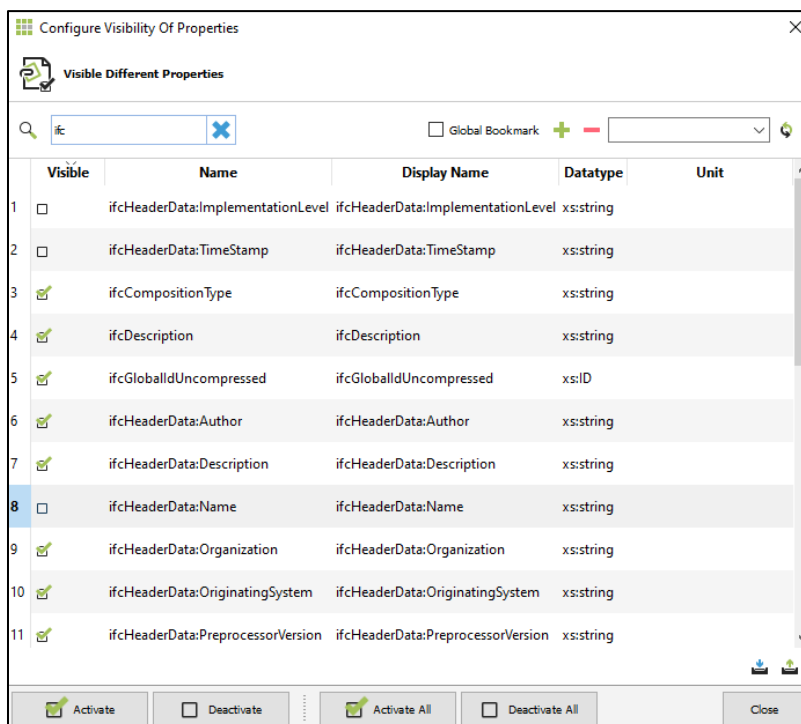 Configure Visibility Of Properties
Visible Different Properties
ifc
Global Bookmark
Visible Name Display Name Datatype Unit
1 ifcHeaderData:ImplementationLevel ifcHeaderData:ImplementationLevel xs:string
2 ifcHeaderData:TimeStamp ifcHeaderData:TimeStamp xs:string
3 ifcCompositionType ifcCompositionType xs:string
4 ifcDescription ifcDescription xs:string
5 ifcGlobalIdUncompressed ifcGlobalIdUncompressed xs:ID
6 ifcHeaderData:Author ifcHeaderData:Author xs:string
7 ifcHeaderData:Description ifcHeaderData:Description xs:string
8 ifcHeaderData:Name ifcHeaderData:Name xs:string
9 ifcHeaderData:Organization ifcHeaderData:Organization xs:string
10 ifcHeaderData:OriginatingSystem ifcHeaderData:OriginatingSystem xs:string
11 ifcHeaderData:PreprocessorVersion ifcHeaderData:PreprocessorVersion xs:string
Activate Deactivate Activate All Deactivate All Close